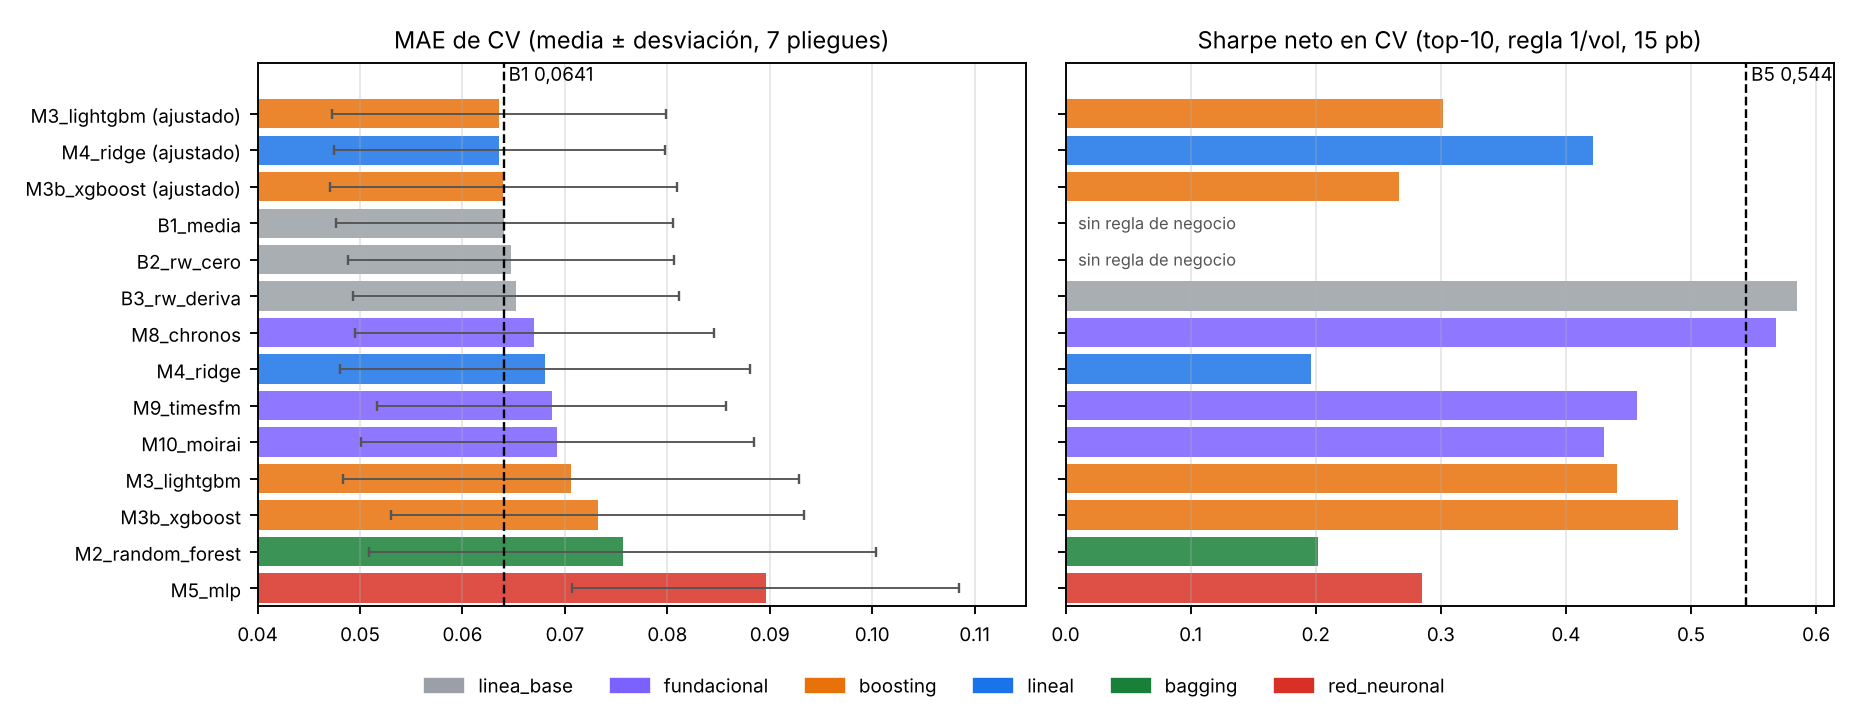 MAE de CV (media ± desviación, 7 pliegues)
B1 0,0641
M3_lightgbm (ajustado)
M4_ridge (ajustado)
M3b_xgboost (ajustado)
B1_media
B2_rw_cero
B3_rw_deriva
M8_chronos
M4_ridge
M9_timesfm
M10_moirai
M3_lightgbm
M3b_xgboost
M2_random_forest
M5_mlp
0.04 0.05 0.06 0.07 0.08 0.09 0.10 0.11
Sharpe neto en CV (top-10, regla 1/vol, 15 pb)
B5 0,544
sin regla de negocio
sin regla de negocio
0.0 0.1 0.2 0.3 0.4 0.5 0.6
linea_base fundacional boosting lineal bagging red_neuronal